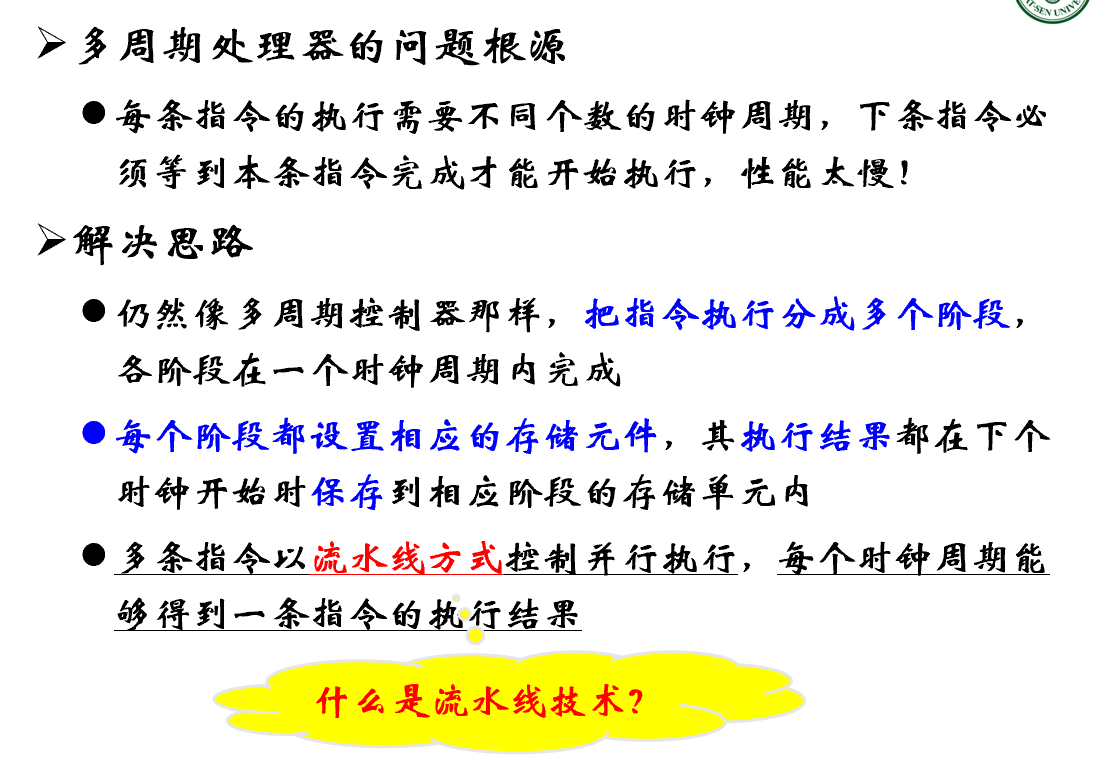 AT-SEN UNIVE
多周期处理器的问题根源
每条指令的执行需要不同个数的时钟周期，下条指令必
须等到本条指令完成才能开始执行，性能太慢！
解决思路
仍然像多周期控制器那样，把指令执行分成多个阶段，
各阶段在一个时钟周期内完成
每个阶段都设置相应的存储元件，其执行结果都在下个
时钟开始时保存到相应阶段的存储单元内
多条指令以流水线方式控制并行执行，每个时钟周期能
够得到一条指令的执行结果
什么是流水线技术？